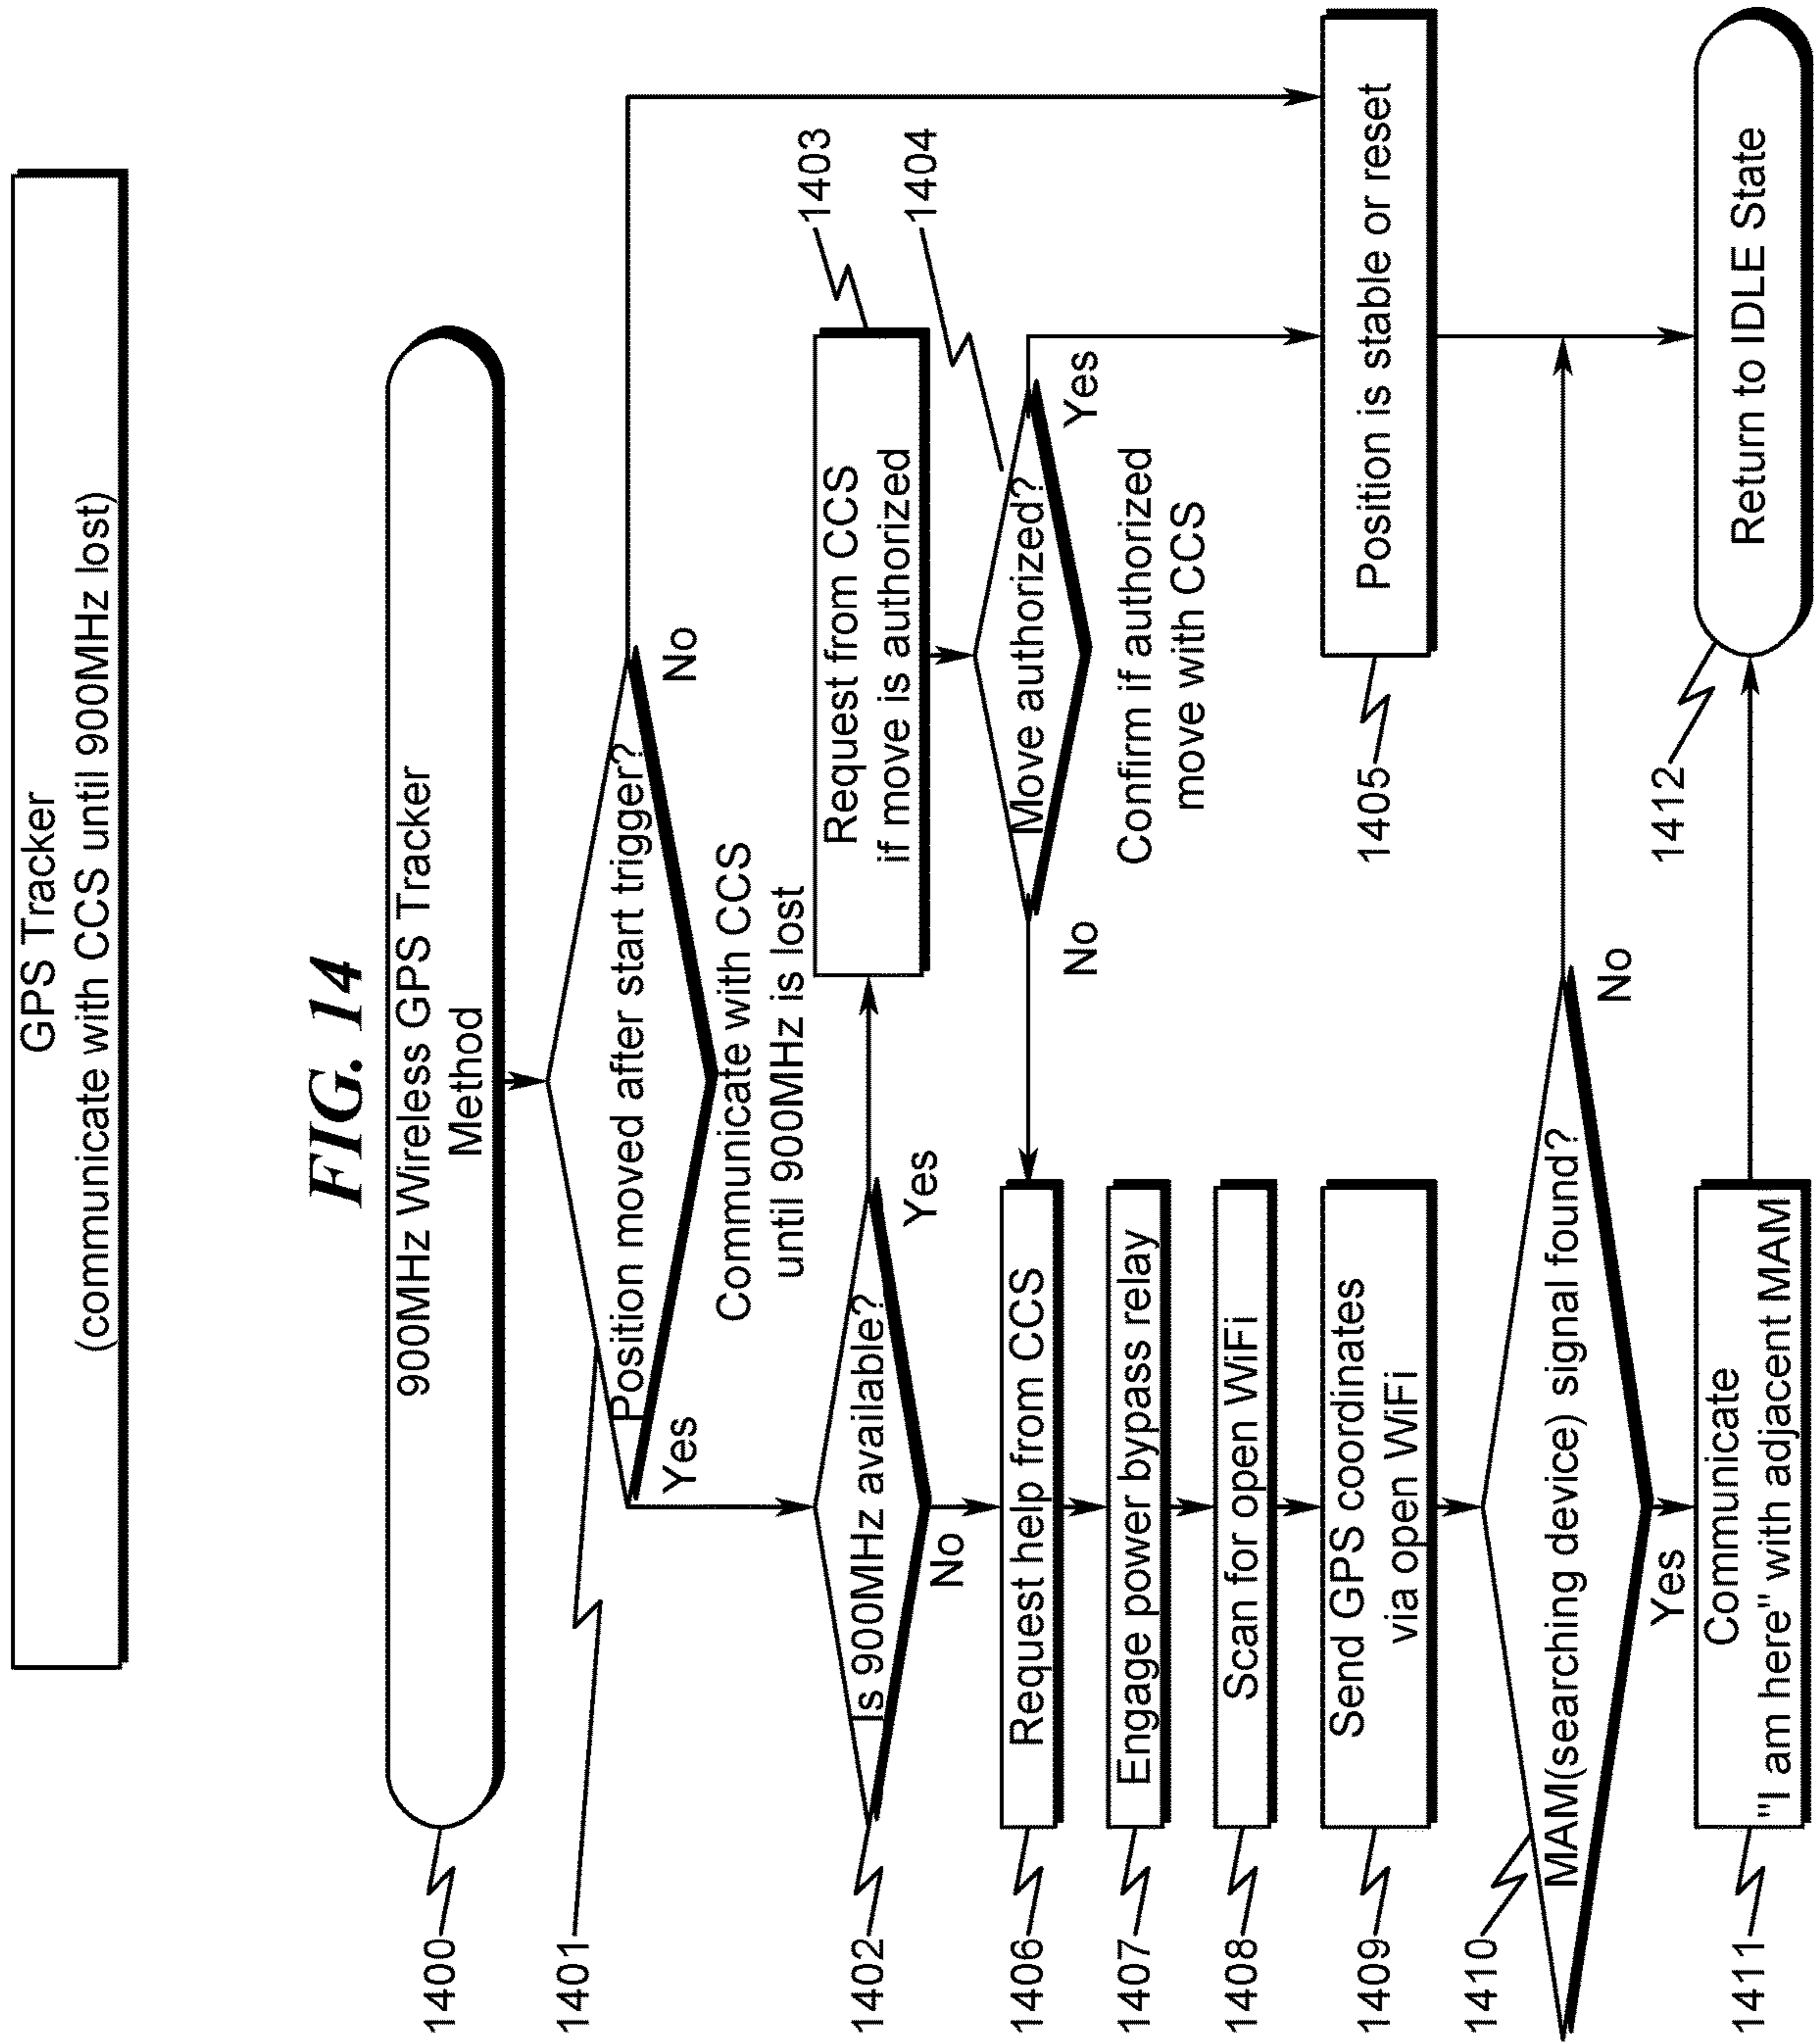 GPS Tracker
(communicate with CCS until 900MHz lost)
FIG. 14
1400
900MHz Wireless GPS Tracker
Method
1401
Position moved after start trigger?
Yes
No
Communicate with CCS
until 900MHz is lost
1402
Is 900MHz available?
Yes
No
1403
Request from CCS
if move is authorized
1404
Move authorized?
No
Yes
Confirm if authorized
move with CCS
1406
Request help from CCS
1407
Engage power bypass relay
1408
Scan for open WiFi
1409
Send GPS coordinates
via open WiFi
1405
Position is stable or reset
1410
MAM(searching device) signal found?
Yes
No
1411
Communicate
"I am here" with adjacent MAM
1412
Return to IDLE State